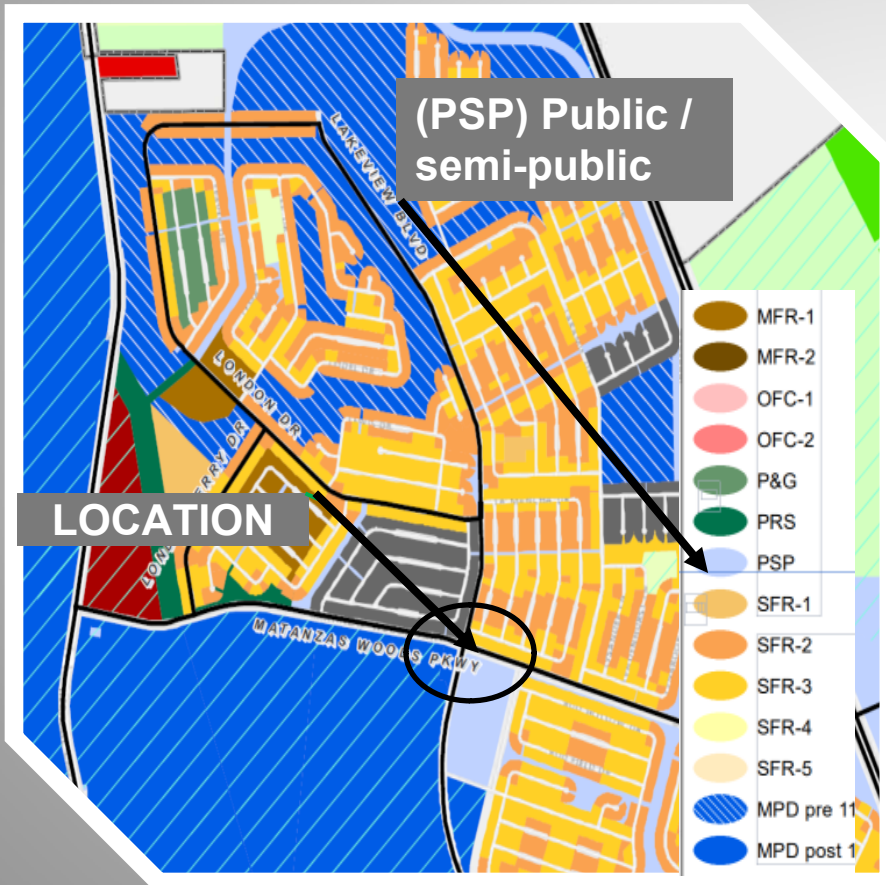 (PSP) Public /
semi-public
LAKEVIEW BLVD
LONDON DR
LOCATION
MATANZAS WOODS PKWY
MFR-1
MFR-2
OFC-1
OFC-2
P&G
PRS
PSP
SFR-1
SFR-2
SFR-3
SFR-4
SFR-5
MPD pre 11
MPD post 1